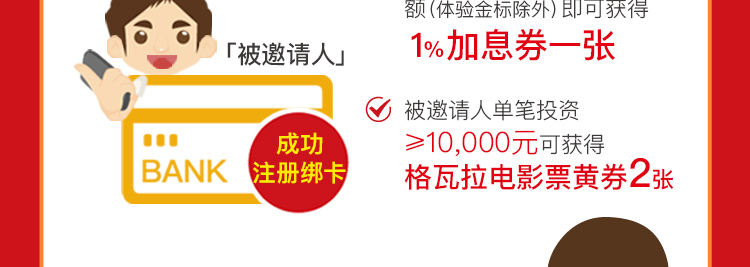 额(体验金标除外)即可获得
1%加息券一张
「被邀请人」
被邀请人单笔投资
≥10,000元可获得
格瓦拉电影票黄券2张
BANK
成功
注册绑卡